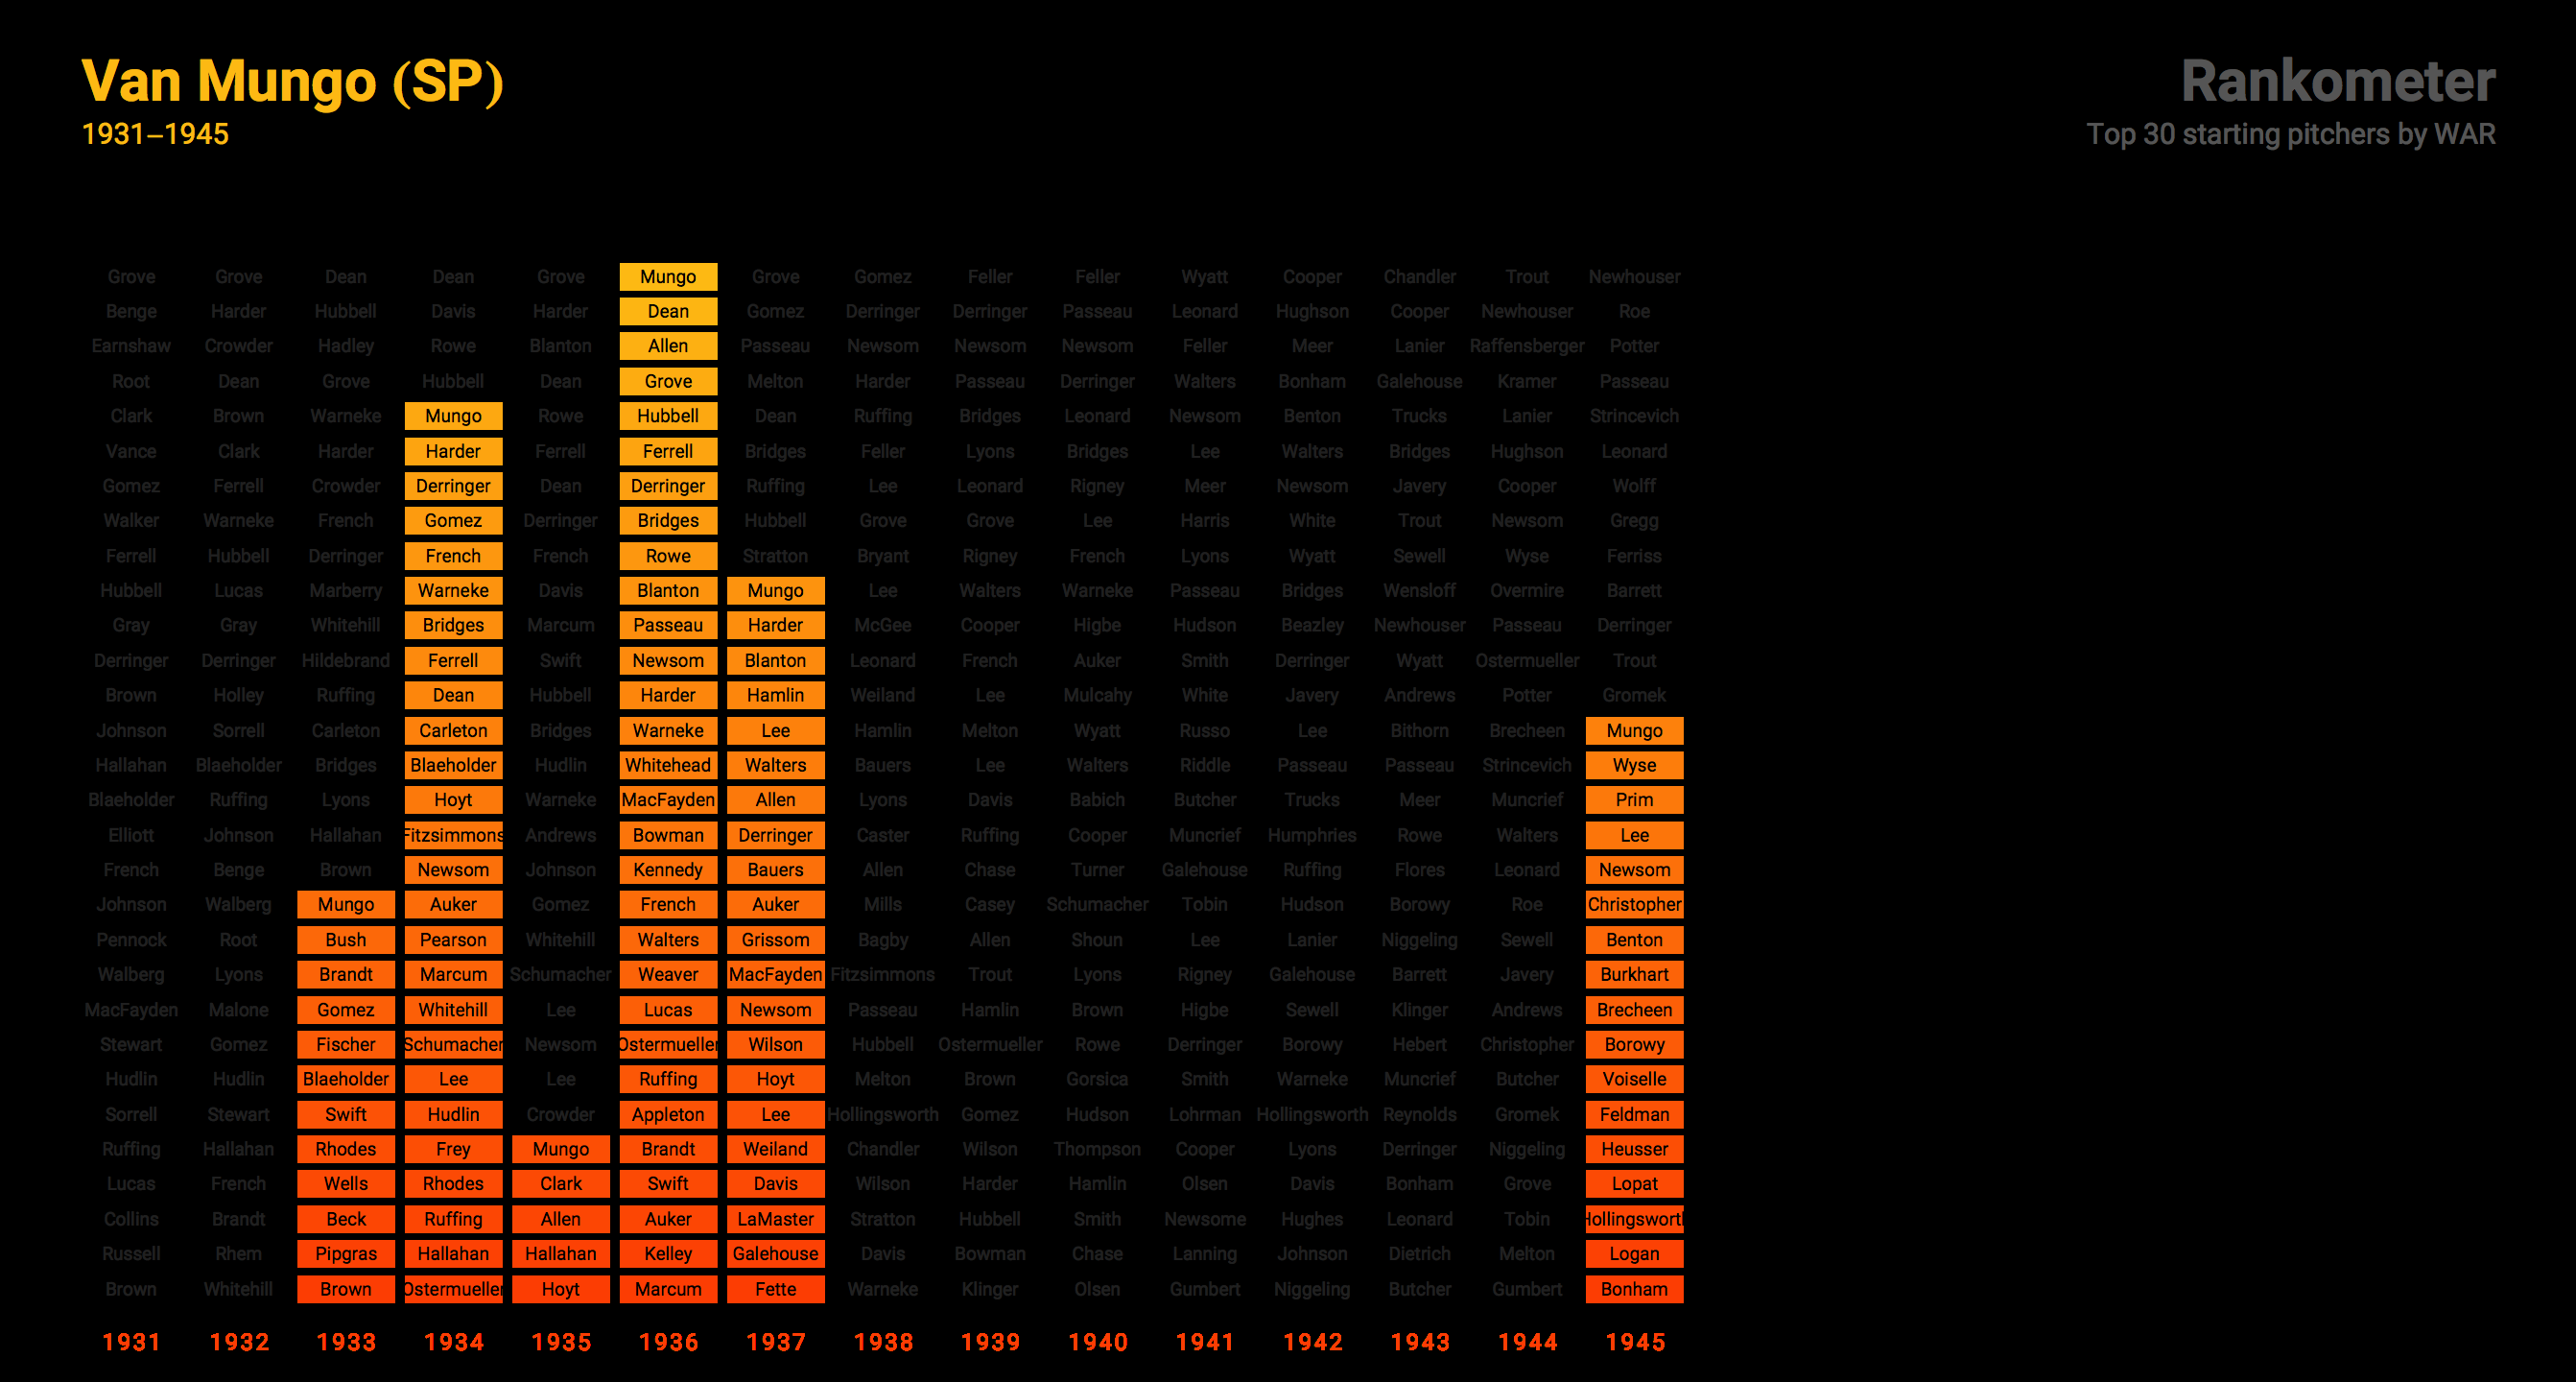 Van Mungo (SP)
1931–1945
Rankometer
Top 30 starting pitchers by WAR
Grove Grove Dean Dean Grove Mungo Grove Gomez Feller Feller Wyatt Cooper Chandler Trout Newhouser
Benge Harder Hubbell Davis Harder Dean Gomez Derringer Derringer Passeau Leonard Hughson Cooper Newhouser Roe
Earnshaw Crowder Hadley Rowe Blanton Allen Passeau Newsom Newsom Newsom Feller Meer Lanier Raffensberger Potter
Root Dean Grove Hubbell Dean Grove Melton Harder Passeau Derringer Walters Bonham Galehouse Kramer Passeau
Clark Brown Warneke Mungo Rowe Hubbell Dean Ruffing Bridges Leonard Newsom Benton Trucks Lanier Strincevich
Vance Clark Harder Harder Ferrell Ferrell Bridges Feller Lyons Bridges Lee Walters Bridges Hughson Leonard
Gomez Ferrell Crowder Derringer Dean Derringer Ruffing Lee Leonard Rigney Meer Newsom Javery Cooper Wolff
Walker Warneke French Gomez Derringer Bridges Hubbell Grove Grove Lee Harris White Trout Newsom Gregg
Ferrell Hubbell Derringer French French Rowe Stratton Bryant Rigney French Lyons Wyatt Sewell Wyse Ferriss
Hubbell Lucas Marberry Warneke Davis Blanton Mungo Lee Walters Warneke Passeau Bridges Wensloff Overmire Barrett
Gray Gray Whitehill Bridges Marcum Passeau Harder McGee Cooper Higbe Hudson Beazley Newhouser Passeau Derringer
Derringer Derringer Hildebrand Ferrell Swift Newsom Blanton Leonard French Auker Smith Derringer Wyatt Ostermueller Trout
Brown Holley Ruffing Dean Hubbell Harder Hamlin Weiland Lee Mulcahy White Javery Andrews Potter Gromek
Johnson Sorrell Carleton Carleton Bridges Warneke Lee Hamlin Melton Wyatt Russo Lee Bithorn Brecheen Mungo
Hallahan Blaeholder Bridges Blaeholder Hudlin Whitehead Walters Bauers Lee Walters Riddle Passeau Passeau Strincevich Wyse
Blaeholder Ruffing Lyons Hoyt Warneke MacFayden Allen Lyons Davis Babich Butcher Trucks Meer Muncrief Prim
Elliott Johnson Hallahan Fitzsimmons Andrews Bowman Derringer Caster Ruffing Cooper Muncrief Humphries Rowe Walters Lee
French Benge Brown Newsom Johnson Kennedy Bauers Allen Chase Turner Galehouse Ruffing Flores Leonard Newsom
Johnson Walberg Mungo Auker Gomez French Auker Mills Casey Schumacher Tobin Hudson Borowy Roe Christopher
Pennock Root Bush Pearson Whitehill Walters Grissom Bagby Allen Shoun Lee Lanier Niggeling Sewell Benton
Walberg Lyons Brandt Marcum Schumacher Weaver MacFayden Fitzsimmons Trout Lyons Rigney Galehouse Barrett Javery Burkhart
MacFayden Malone Gomez Whitehill Lee Lucas Newsom Passeau Hamlin Brown Higbe Sewell Klinger Andrews Brecheen
Stewart Gomez Fischer Schumacher Newsom Ostermueller Wilson Hubbell Ostermueller Rowe Derringer Borowy Hebert Christopher Borowy
Hudlin Hudlin Blaeholder Lee Lee Ruffing Hoyt Melton Brown Gorsica Smith Warneke Muncrief Butcher Voiselle
Sorrell Stewart Swift Hudlin Crowder Appleton Lee Hollingsworth Gomez Hudson Lohrman Hollingsworth Reynolds Gromek Feldman
Ruffing Hallahan Rhodes Frey Mungo Brandt Weiland Chandler Wilson Thompson Cooper Lyons Derringer Niggeling Heusser
Lucas French Wells Rhodes Clark Swift Davis Wilson Harder Hamlin Olsen Davis Bonham Grove Lopat
Collins Brandt Beck Ruffing Allen Auker LaMaster Stratton Hubbell Smith Newsome Hughes Leonard Tobin Hollingswort
Russell Rhem Pipgras Hallahan Hallahan Kelley Galehouse Davis Bowman Chase Lanning Johnson Dietrich Melton Logan
Brown Whitehill Brown Ostermueller Hoyt Marcum Fette Warneke Klinger Olsen Gumbert Niggeling Butcher Gumbert Bonham
1931 1932 1933 1934 1935 1936 1937 1938 1939 1940 1941 1942 1943 1944 1945